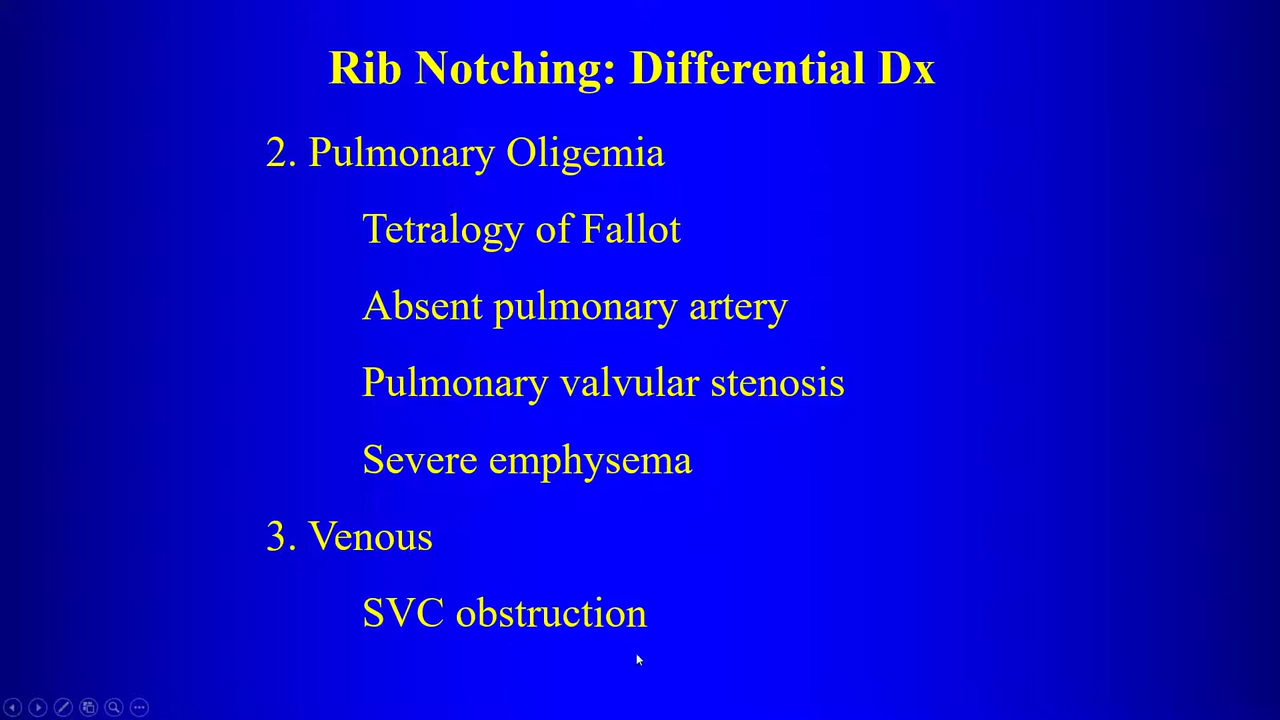 Rib Notching: Differential Dx
2. Pulmonary Oligemia
Tetralogy of Fallot
Absent pulmonary artery
Pulmonary valvular stenosis
Severe emphysema
3. Venous
SVC obstruction